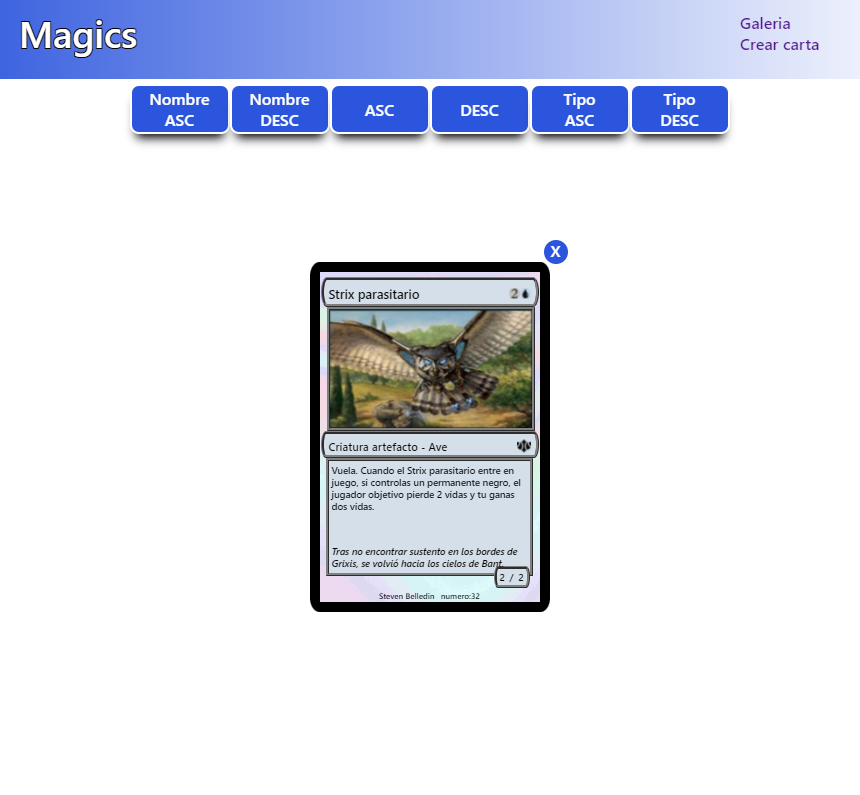 Magics
Galeria
Crear carta
Nombre
ASC
Nombre
DESC
ASC
DESC
Tipo
ASC
Tipo
DESC
X
Strix parasitario
2
Criatura artefacto - Ave
Vuela. Cuando el Strix parasitario entre en
juego, si controlas un permanente negro, el
jugador objetivo pierde 2 vidas y tu ganas
dos vidas.
Tras no encontrar sustento en los bordes de
Grixis, se volvió hacia los cielos de Bant.
2 / 2
Steven Belledin numero:32